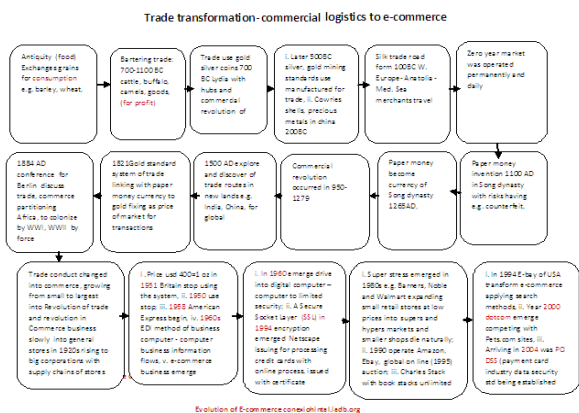 Trade transformation- commercial logistics to e-commerce
Antiquity (food)
Exchanges grains
for consumption
e.g. barley, wheat,
Bartering trade:
700-1100 BC
cattle, buffalo,
camels, goods,
(for profit)
Trade use gold
silver coins 700
BC Lydia with
hubs and
commercial
revolution of
i. Later 500BC
silver, gold mining
standards use
manufactured for
trade, ii. Cowries
shells, precious
metals in china
200BC
Silk trade road
form 100BC W.
Europe- Anatolia -
Med. Sea
merchants travel
Zero year market
was operated
permanently and
daily
1884 AD
conference for
Berlin discuss
trade, commerce
partitioning
Africa, to colonize
by WWI, WWII by
force
1821Gold standard
system of trade
linking with paper
money currency to
gold fixing as price
of market for
transactions
1500 AD explore
and discover of
trade routes in
new lands e.g.
India, China, for
global
Commercial
revolution
occurred in 950-
1279
Paper money
become
currency of
Song dynasty
1265AD,
Paper money
invention 1100 AD
in Song dynasty
with risks having
e.g. counterfeit,
Trade conduct changed
into commerce, growing
from small to largest
into Revolution of trade
and revolution in
Commerce business
slowly into general
stores in 1920s rising to
big corporations with
supply chains of stores
I .Price usd 400=1 oz in
1951 Britain stop using
the system, ii. 1950 use
stop; iii. 1958 American
Express begin, iv. 1960s
EDI method of business
computer - computer
business information
flows, v. e-commerce
business emerge
i. In 1960 emerge drive
into digital computer –
computer to limited
security; ii. A Secure
Socket Layer (SSL) in
1994 encryption
emerged Netscape
issuing for processing
credit cards with
online process, issued
with certificate
I. Super stress emerged in
1980s e.g. Barners, Noble
and Walmart expanding
small retail stores at low
prices into supers and
hypers markets and
smaller shops die naturally;
ii. 1990 operate Amazon,
Ebay, global on line (1995)
auction; iii. Charles Stack
with book stacks unlimited
i. In 1994 E-bay of USA
transform e-commerce
applying search
methods, ii. Year 2000
dotcom emerge
competing with
Pets.com sites, iii.
Arriving in 2004 was PO
DSS (payment card
industry data security
std being established
Evolution of E-commerce conexiohintal.iiedb.org